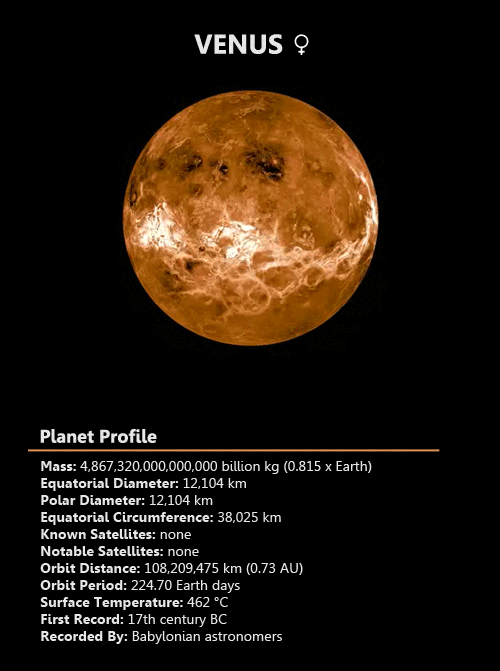 VENUS ♀
Planet Profile
Mass: 4,867,320,000,000,000 billion kg (0.815 x Earth)
Equatorial Diameter: 12,104 km
Polar Diameter: 12,104 km
Equatorial Circumference: 38,025 km
Known Satellites: none
Notable Satellites: none
Orbit Distance: 108,209,475 km (0.73 AU)
Orbit Period: 224.70 Earth days
Surface Temperature: 462 °C
First Record: 17th century BC
Recorded By: Babylonian astronomers